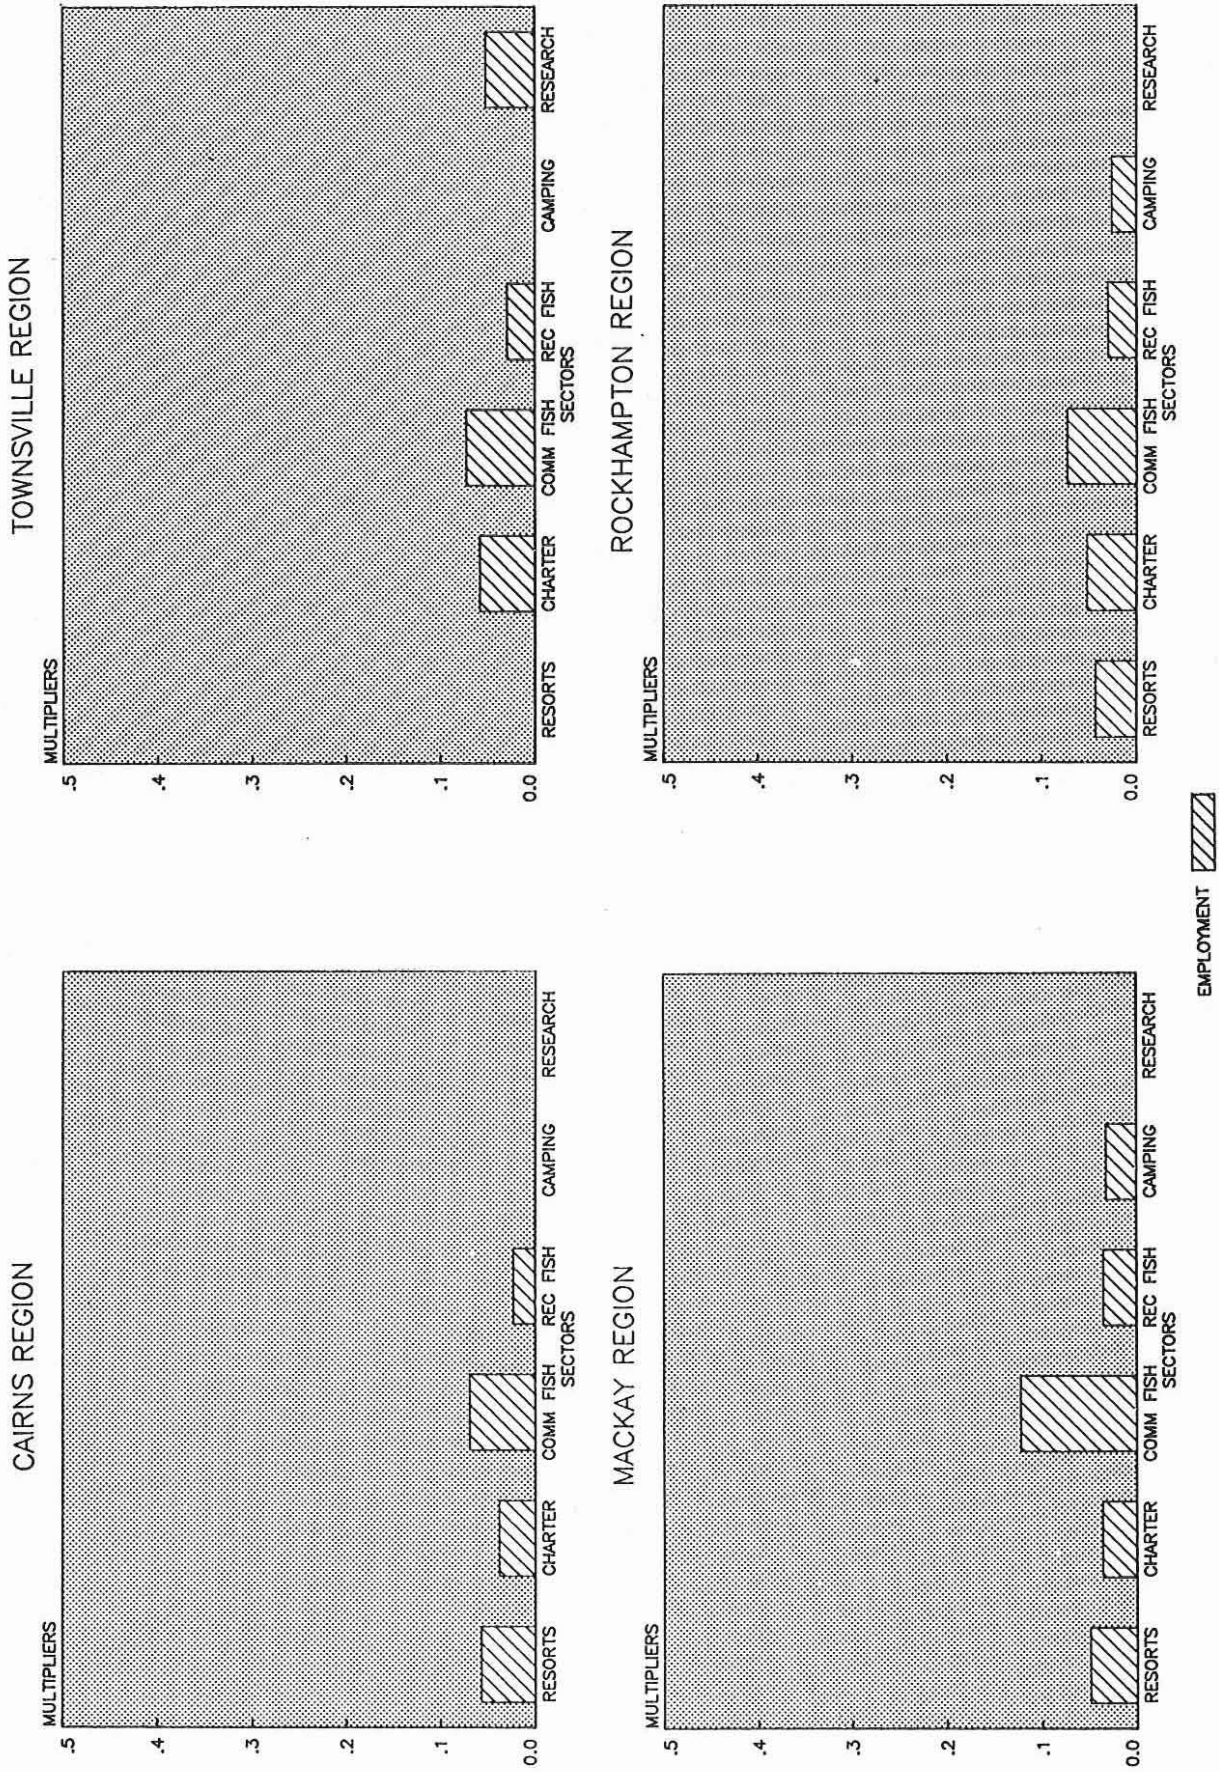 CAIRNS REGION
MULTIPLIERS
.5
.4
.3
.2
.1
0.0
RESORTS CHARTER COMM FISH REC FISH CAMPING RESEARCH
SECTORS
TOWNSVILLE REGION
MULTIPLIERS
.5
.4
.3
.2
.1
0.0
RESORTS CHARTER COMM FISH REC FISH CAMPING RESEARCH
SECTORS
MACKAY REGION
MULTIPLIERS
.5
.4
.3
.2
.1
0.0
RESORTS CHARTER COMM FISH REC FISH CAMPING RESEARCH
SECTORS
ROCKHAMPTON REGION
MULTIPLIERS
.5
.4
.3
.2
.1
0.0
RESORTS CHARTER COMM FISH REC FISH CAMPING RESEARCH
SECTORS
EMPLOYMENT